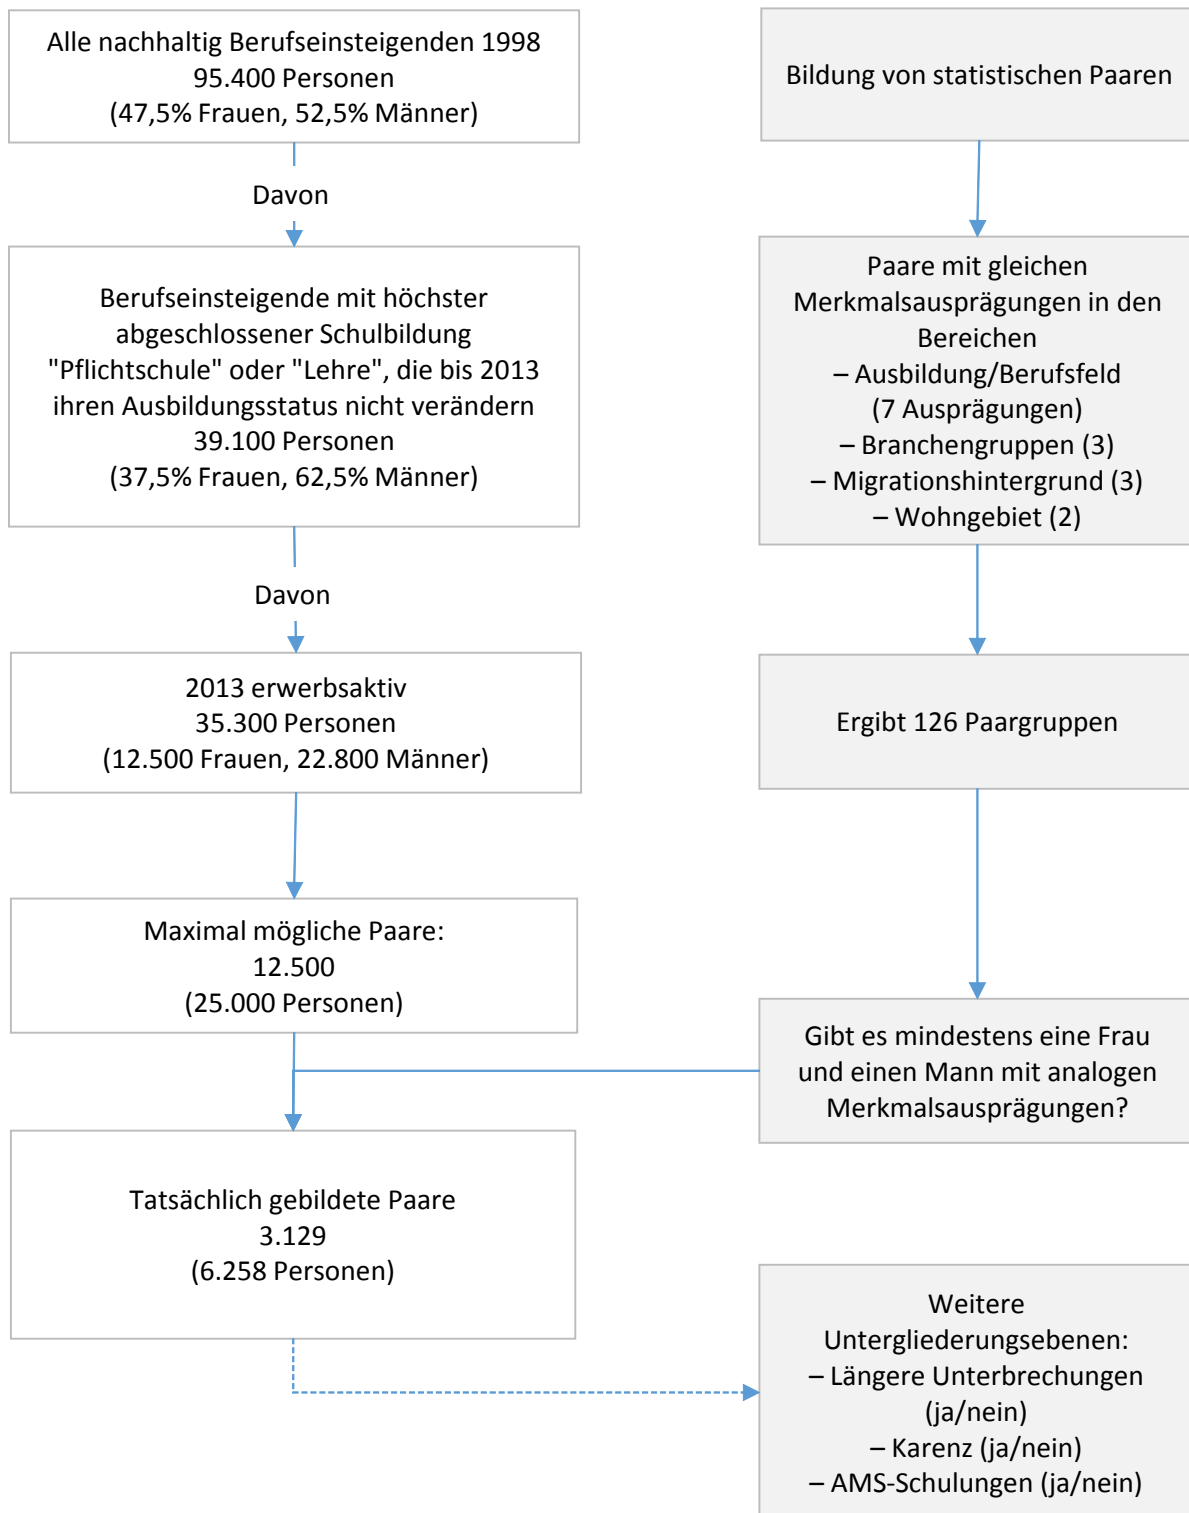 Alle nachhaltig Berufseinsteigenden 1998
95.400 Personen
(47,5% Frauen, 52,5% Männer)
Davon
Berufseinsteigende mit höchster
abgeschlossener Schulbildung
"Pflichtschule" oder "Lehre", die bis 2013
ihren Ausbildungsstatus nicht verändern
39.100 Personen
(37,5% Frauen, 62,5% Männer)
Davon
2013 erwerbsaktiv
35.300 Personen
(12.500 Frauen, 22.800 Männer)
Maximal mögliche Paare:
12.500
(25.000 Personen)
Tatsächlich gebildete Paare
3.129
(6.258 Personen)
Bildung von statistischen Paaren
Paare mit gleichen
Merkmalsausprägungen in den
Bereichen
– Ausbildung/Berufsfeld
(7 Ausprägungen)
– Branchengruppen (3)
– Migrationshintergrund (3)
– Wohngebiet (2)
Ergibt 126 Paargruppen
Gibt es mindestens eine Frau
und einen Mann mit analogen
Merkmalsausprägungen?
Weitere
Untergliederungsebenen:
– Längere Unterbrechungen
(ja/nein)
– Karenz (ja/nein)
– AMS-Schulungen (ja/nein)